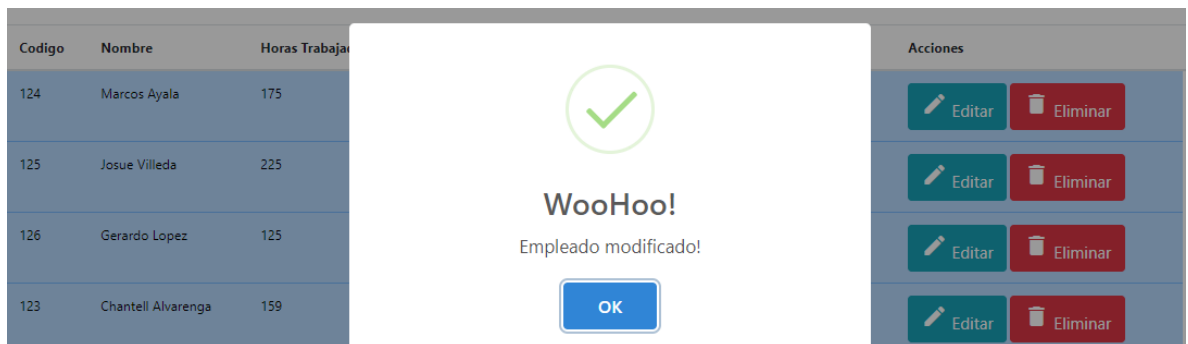 Codigo Nombre Horas Trabajad Acciones
124 Marcos Ayala 175 Editar Eliminar
125 Josue Villeda 225 Editar Eliminar
WooHoo!
126 Gerardo Lopez 125 Empleado modificado! Editar Eliminar
123 Chantell Alvarenga 159 OK Editar Eliminar